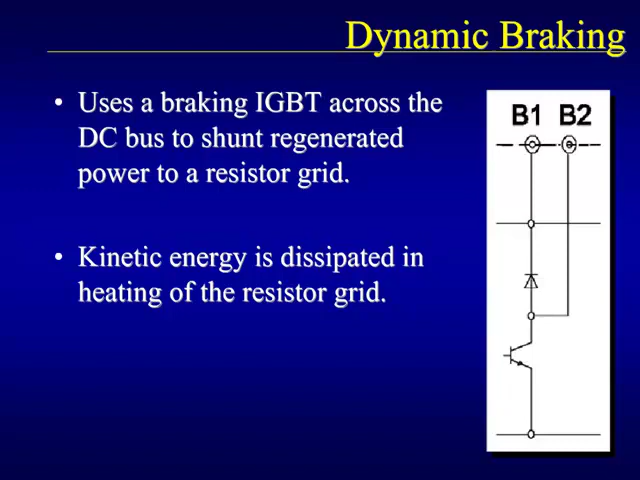 Dynamic Braking
• Uses a braking IGBT across the
DC bus to shunt regenerated
power to a resistor grid.
• Kinetic energy is dissipated in
heating of the resistor grid.
B1 B2